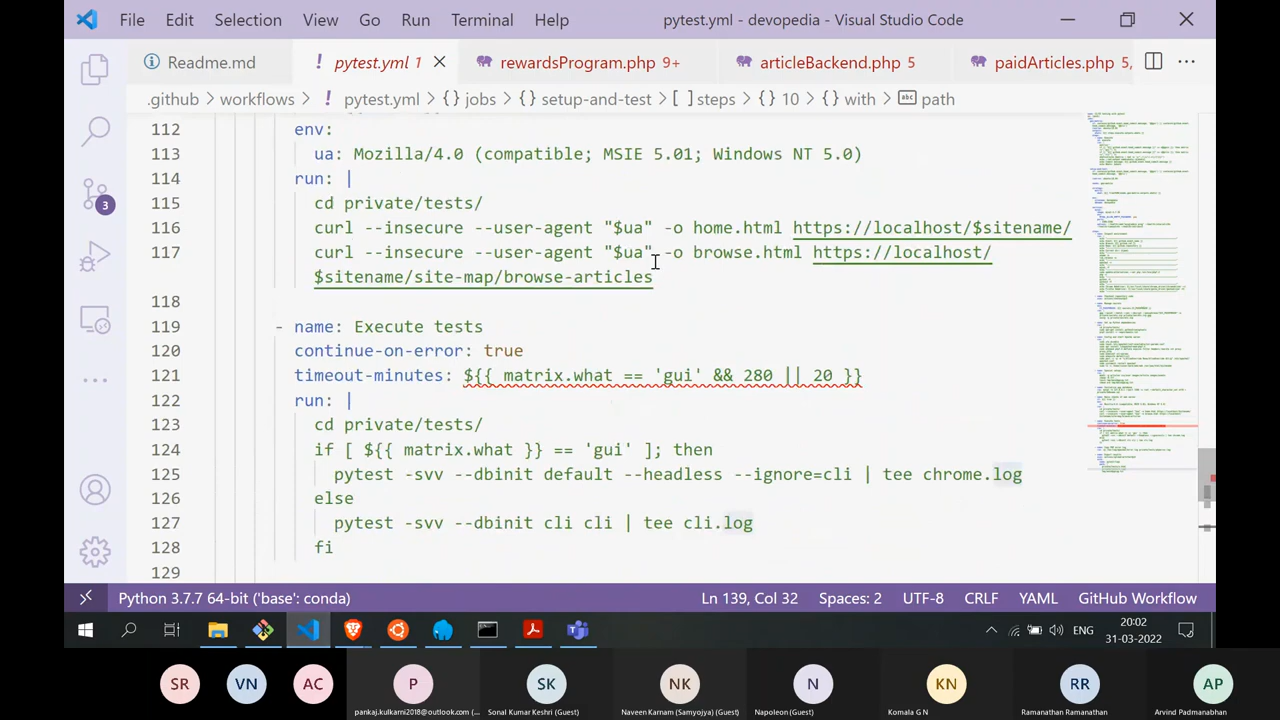 File Edit Selection View Go Run Terminal Help pytest.yml - devopedia - Visual Studio Code
Readme.md ! pytest.yml 1 rewardsProgram.php 9+ articleBackend.php 5 paidArticles.php 5,
.github > workflows > ! pytest.yml > {} jobs > {} setup-and-test > [ ] steps > {} 10 > {} with > abc path
112 env:
113 ua: Mozilla/4.0 (compatible; MSIE 5.01; Windows NT 5.0)
114 run: |
115 cd private/tests/
116 curl --insecure --user-agent "$ua" -o home.html https://localhost/$sitename/
117 curl --insecure --user-agent "$ua" -o browse.html https://localhost/
$sitename/site-map/browse-articles
118
119 - name: Execute tests
120 continue-on-error: true
121 timeout-minutes: ${{ matrix.what == 'gui' && 280 || 20
122 run: |
123 cd private/tests/
124 if [ ${{ matrix.what }} == 'gui' ]; then
125 pytest -svv --dbinit default --headless --ignore=cli | tee chrome.log
126 else
127 pytest -svv --dbinit cli cli | tee cli.log
128 fi
129
3
Python 3.7.7 64-bit ('base': conda) Ln 139, Col 32 Spaces: 2 UTF-8 CRLF YAML GitHub Workflow
ENG 20:02
31-03-2022
SR VN AC P SK NK N KN RR AP
pankaj.kulkarni2018@outlook.com (... Sonal Kumar Keshri (Guest) Naveen Karnam (Samyojya) (Guest) Napoleon (Guest) Komala G N Ramanathan Ramanathan Arvind Padmanabhan